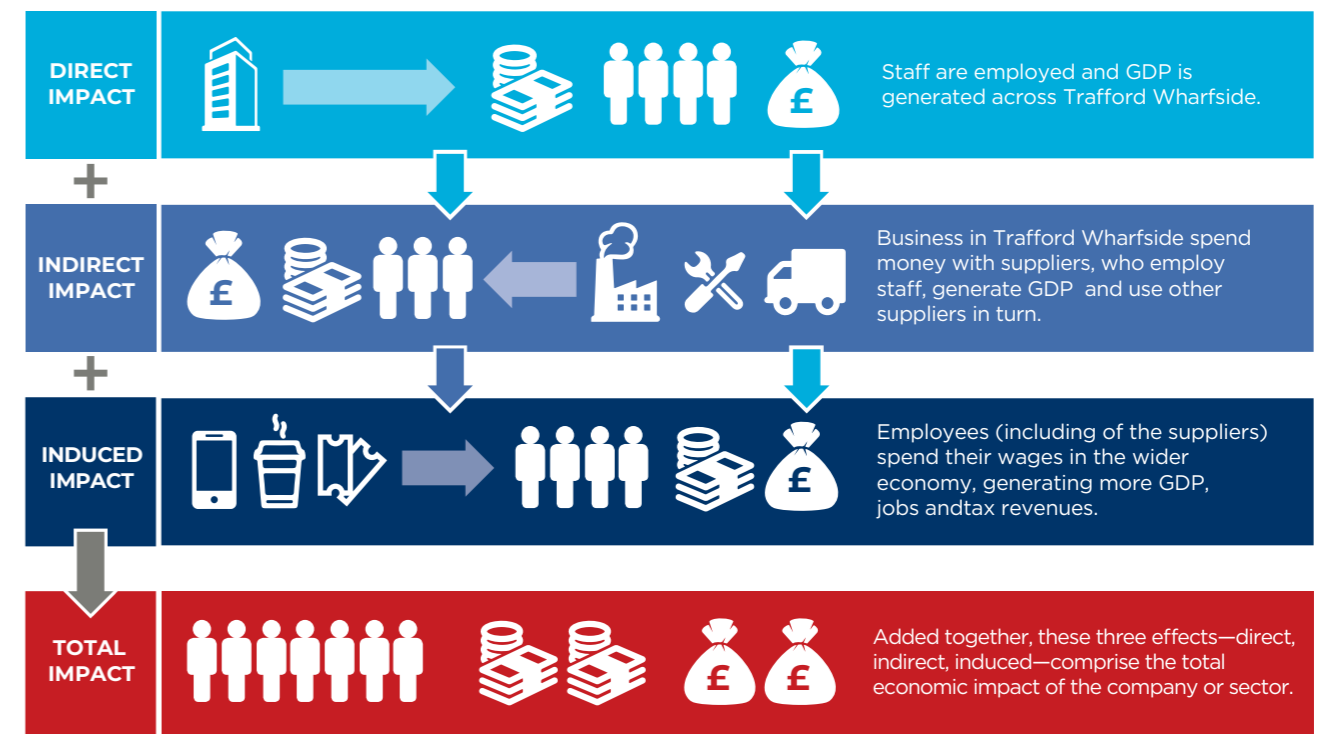 DIRECT
IMPACT
£
Staff are employed and GDP is
generated across Trafford Wharfside.
+
INDIRECT
IMPACT
£
Business in Trafford Wharfside spend
money with suppliers, who employ
staff, generate GDP  and use other
suppliers in turn.
+
INDUCED
IMPACT
£
Employees (including of the suppliers)
spend their wages in the wider
economy, generating more GDP,
jobs andtax revenues.
TOTAL
IMPACT
£ £
Added together, these three effects—direct,
indirect, induced—comprise the total
economic impact of the company or sector.